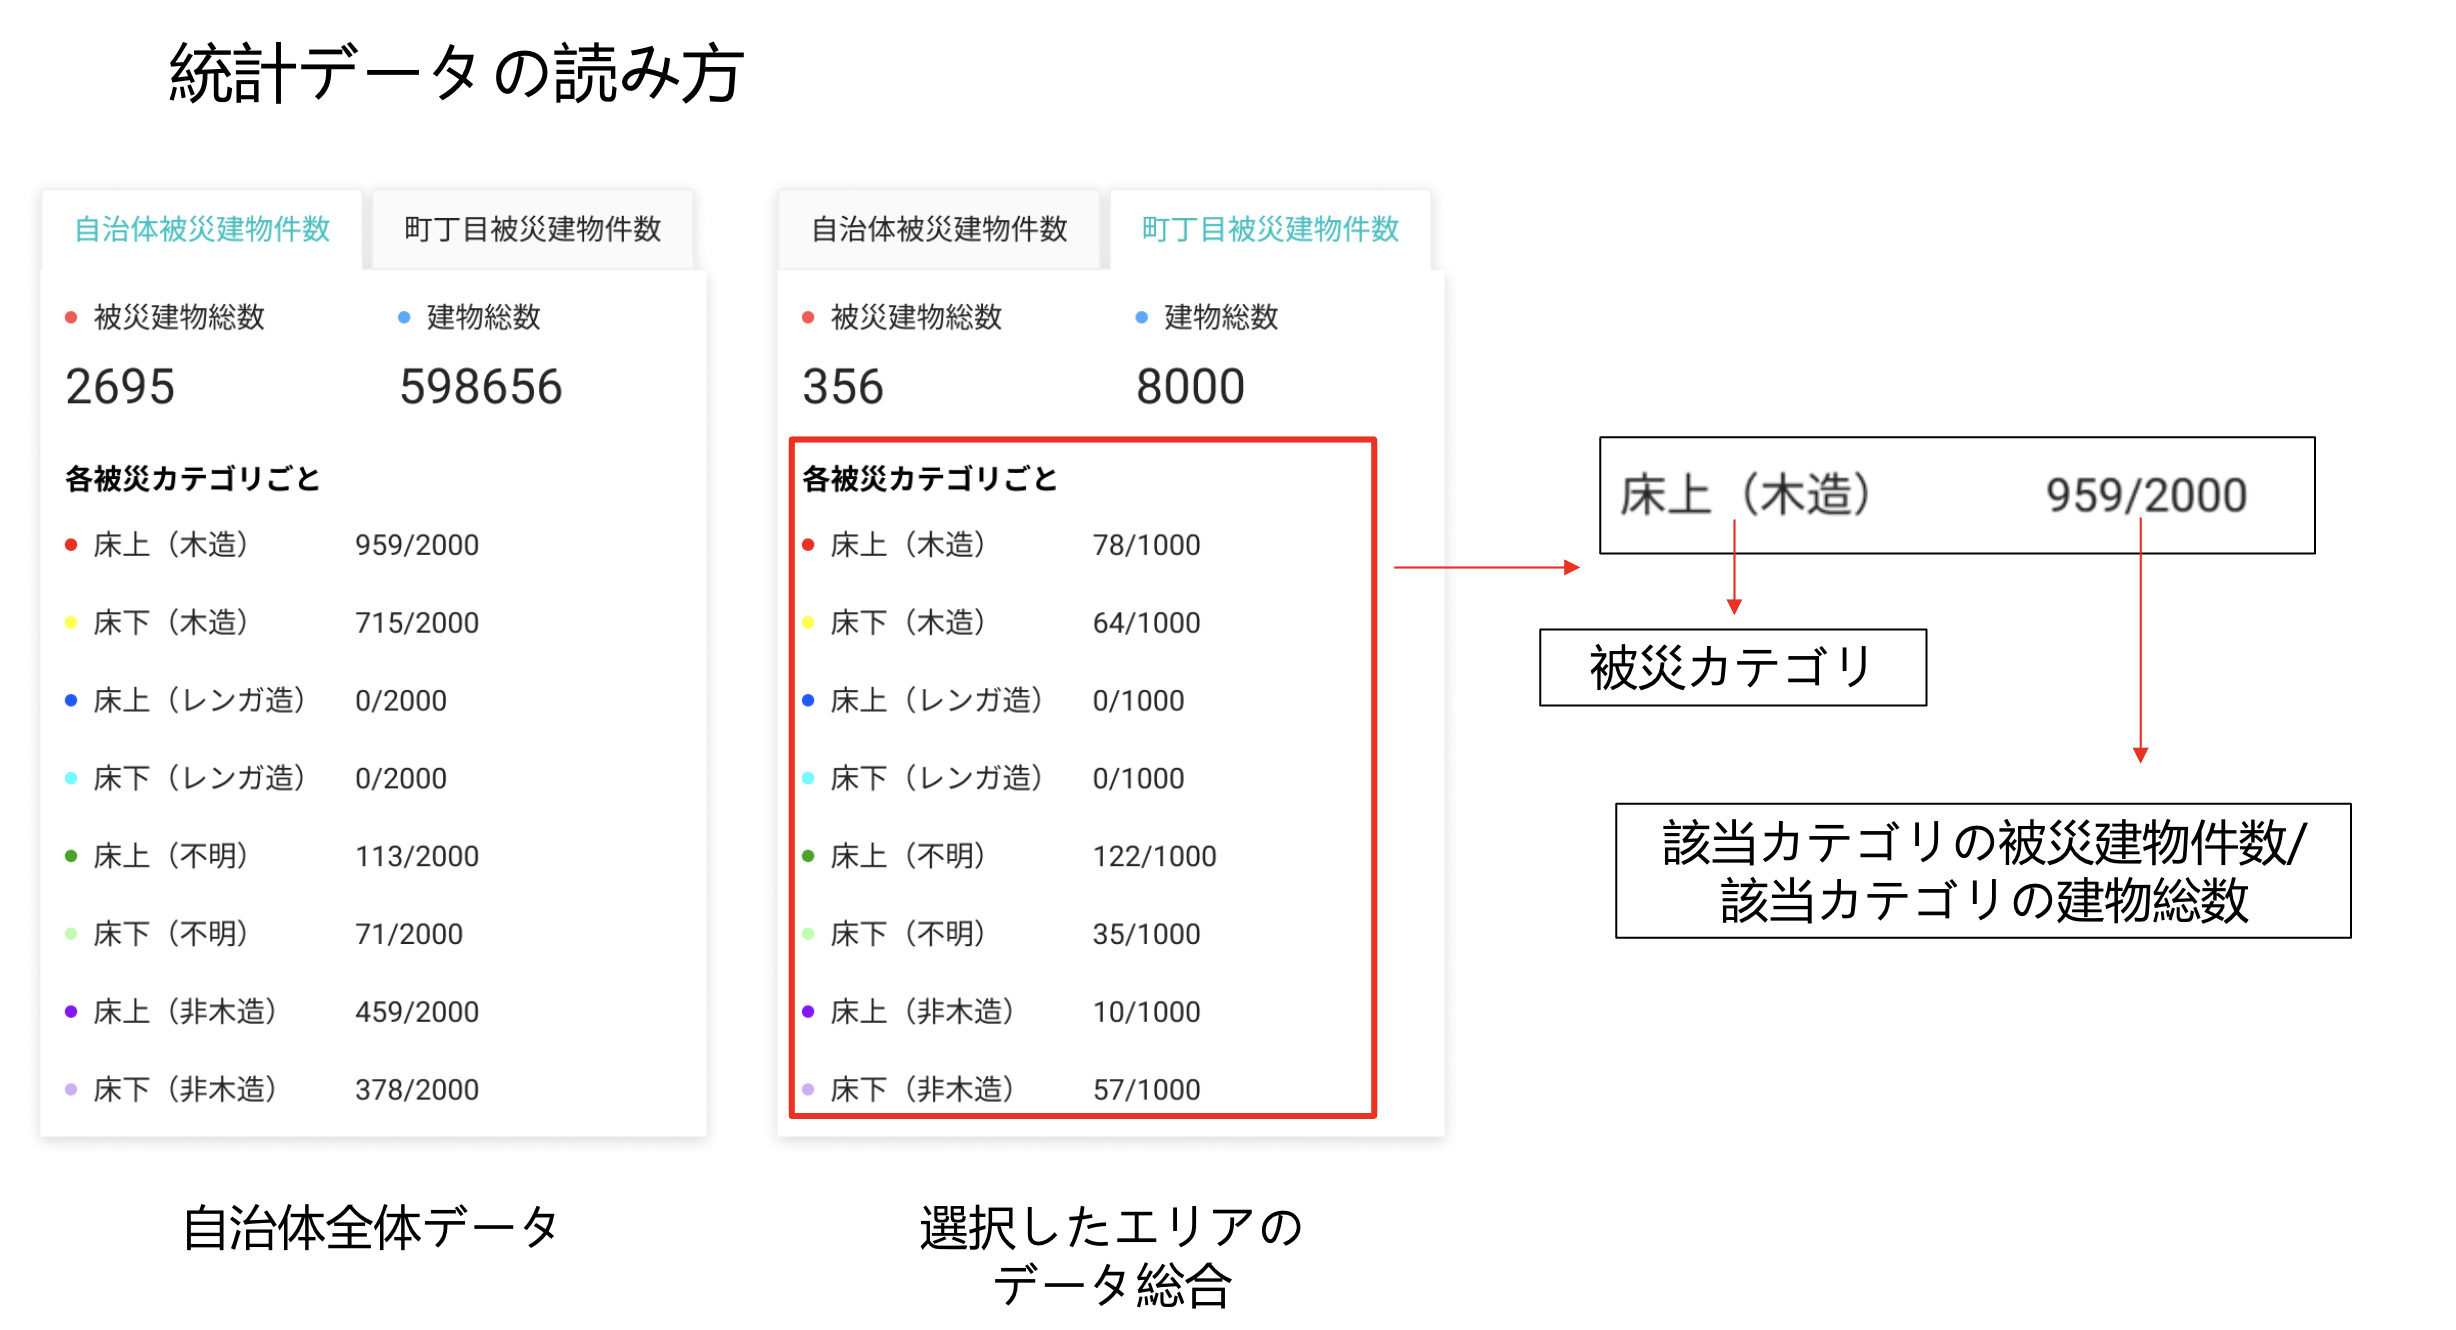 統計データの読み方
自治体被災建物件数
町丁目被災建物件数
被災建物総数
建物総数
2695
598656
各被災カテゴリごと
床上（木造） 959/2000
床下（木造） 715/2000
床上（レンガ造） 0/2000
床下（レンガ造） 0/2000
床上（不明） 113/2000
床下（不明） 71/2000
床上（非木造） 459/2000
床下（非木造） 378/2000
自治体全体データ
自治体被災建物件数
町丁目被災建物件数
被災建物総数
建物総数
356
8000
各被災カテゴリごと
床上（木造） 78/1000
床下（木造） 64/1000
床上（レンガ造） 0/1000
床下（レンガ造） 0/1000
床上（不明） 122/1000
床下（不明） 35/1000
床上（非木造） 10/1000
床下（非木造） 57/1000
選択したエリアの
データ総合
床上（木造） 959/2000
被災カテゴリ
該当カテゴリの被災建物件数/
該当カテゴリの建物総数